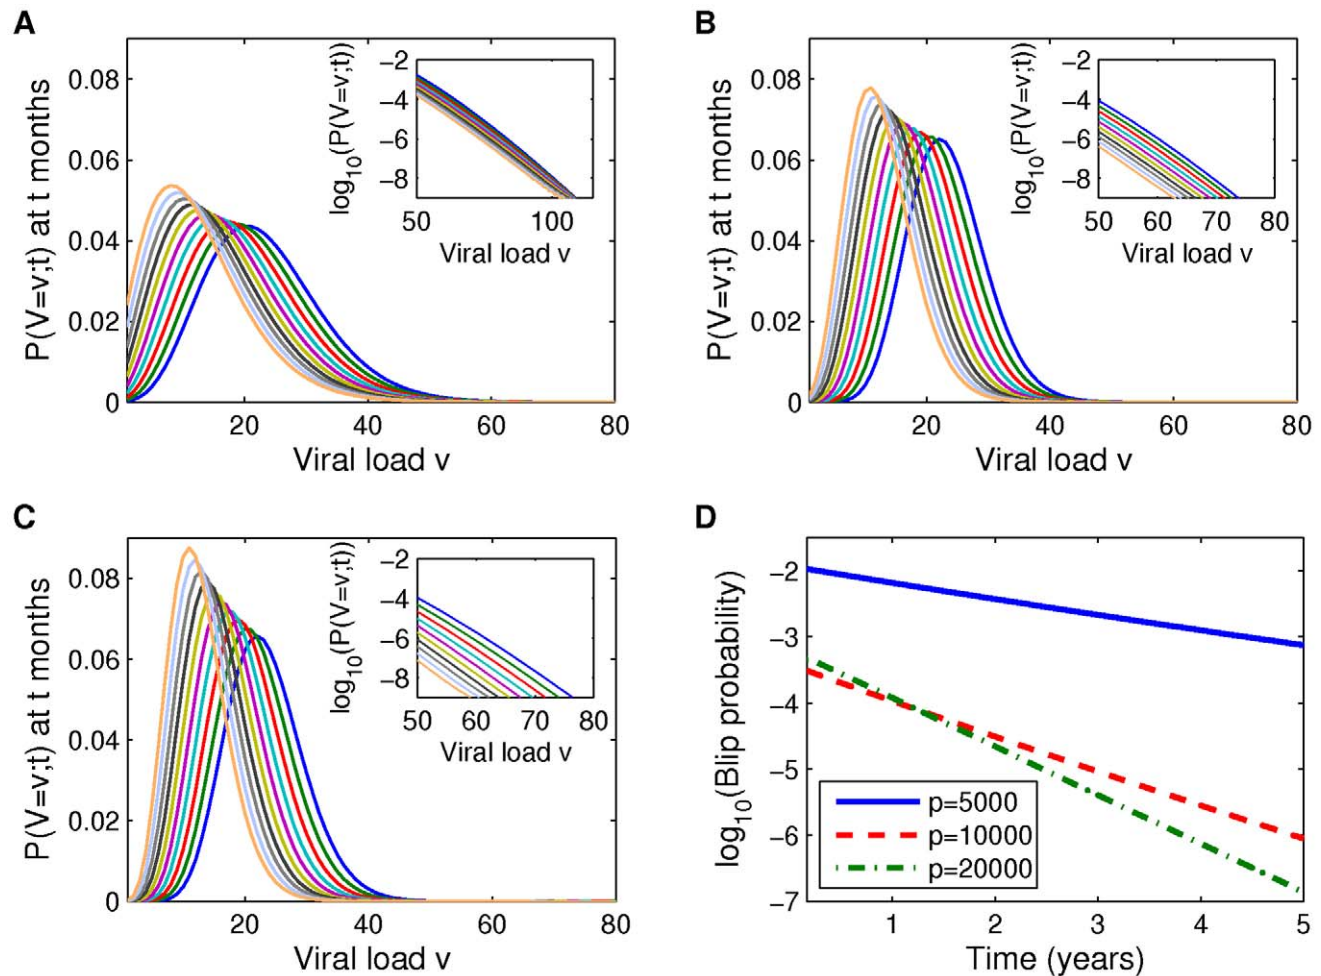 A
P(V=v;t) at t months
0.08
0.06
0.04
0.02
0
20
40
60
80
Viral load v
log10(P(V=v;t))
−2
−4
−6
−8
50
100
Viral load v
B
P(V=v;t) at t months
0.08
0.06
0.04
0.02
0
20
40
60
80
Viral load v
log10(P(V=v;t))
−2
−4
−6
−8
50
60
70
80
Viral load v
C
P(V=v;t) at t months
0.08
0.06
0.04
0.02
0
20
40
60
80
Viral load v
log10(P(V=v;t))
−2
−4
−6
−8
50
60
70
80
Viral load v
D
log10(Blip probability)
−2
−3
−4
−5
−6
−7
p=5000
p=10000
p=20000
1
2
3
4
5
Time (years)